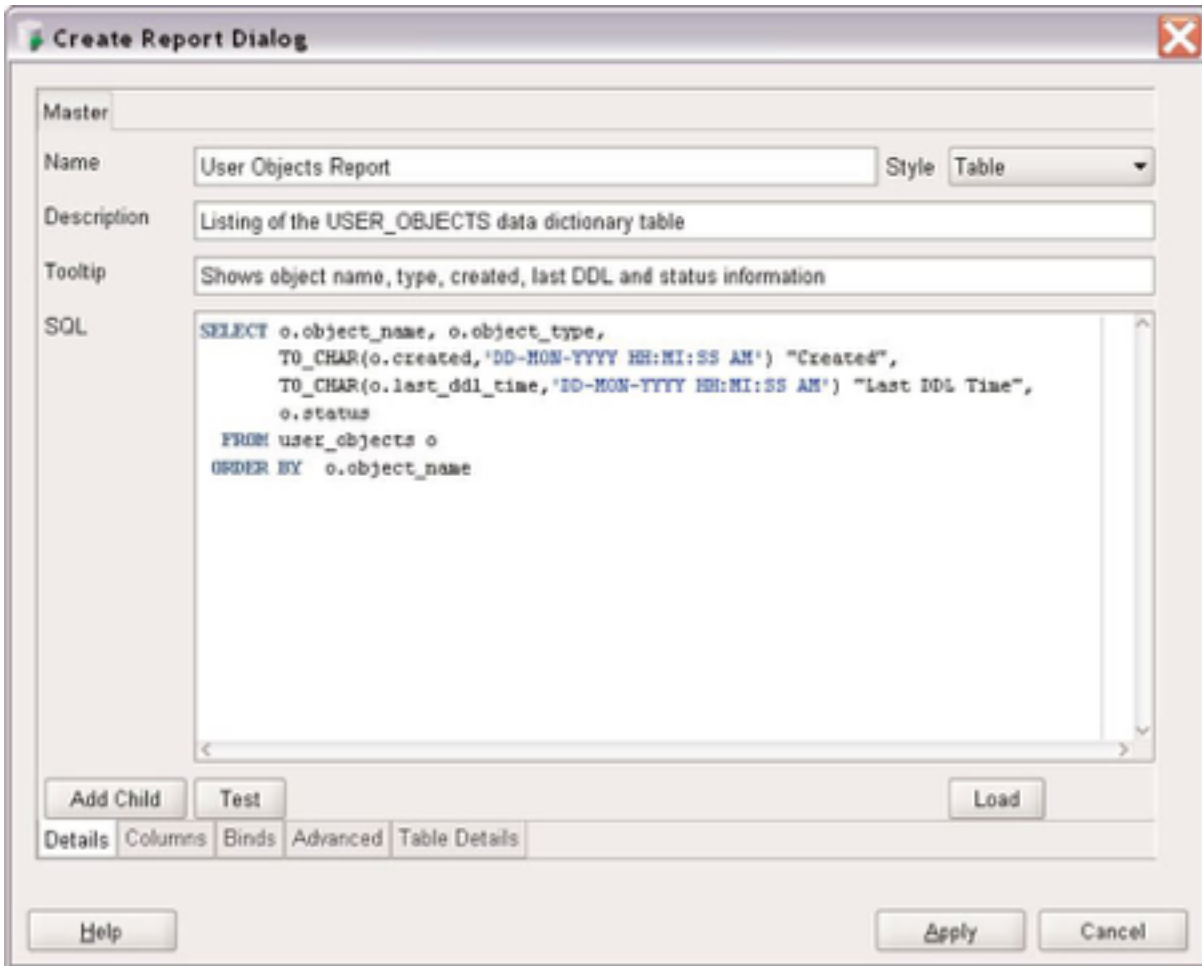 Create Report Dialog
Master
Name User Objects Report Style Table
Description Listing of the USER_OBJECTS data dictionary table
Tooltip Shows object name, type, created, last DDL and status information
SQL SELECT o.object_name, o.object_type,
TO_CHAR(o.created,'DD-MON-YYYY HH:MI:SS AM') "Created",
TO_CHAR(o.last_ddl_time,'DD-MON-YYYY HH:MI:SS AM') "Last DDL Time",
o.status
FROM user_objects o
ORDER BY o.object_name
Add Child Test Load
Details Columns Binds Advanced Table Details
Help Apply Cancel